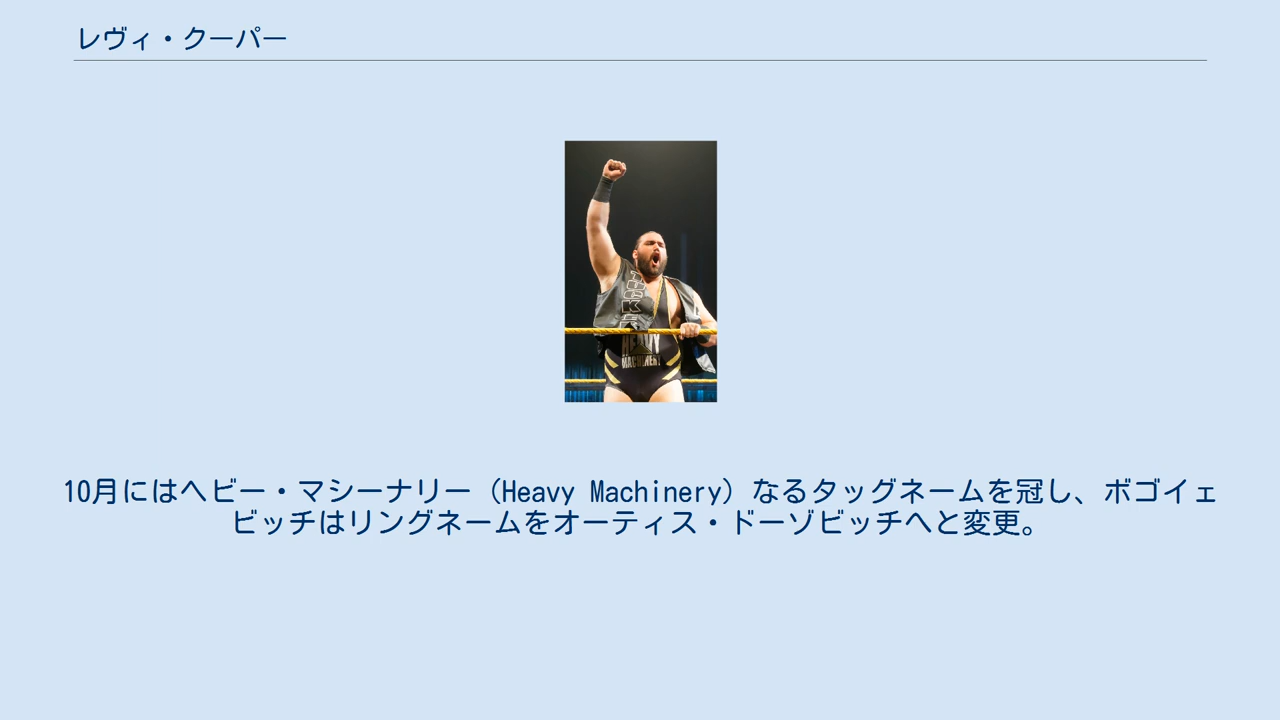 レヴィ・クーパー
TUCKER
HEAVY
MACHINERY
10月にはヘビー・マシーナリー（Heavy Machinery）なるタッグネームを冠し、ボゴイェ
ビッチはリングネームをオーティス・ドーゾビッチへと変更。